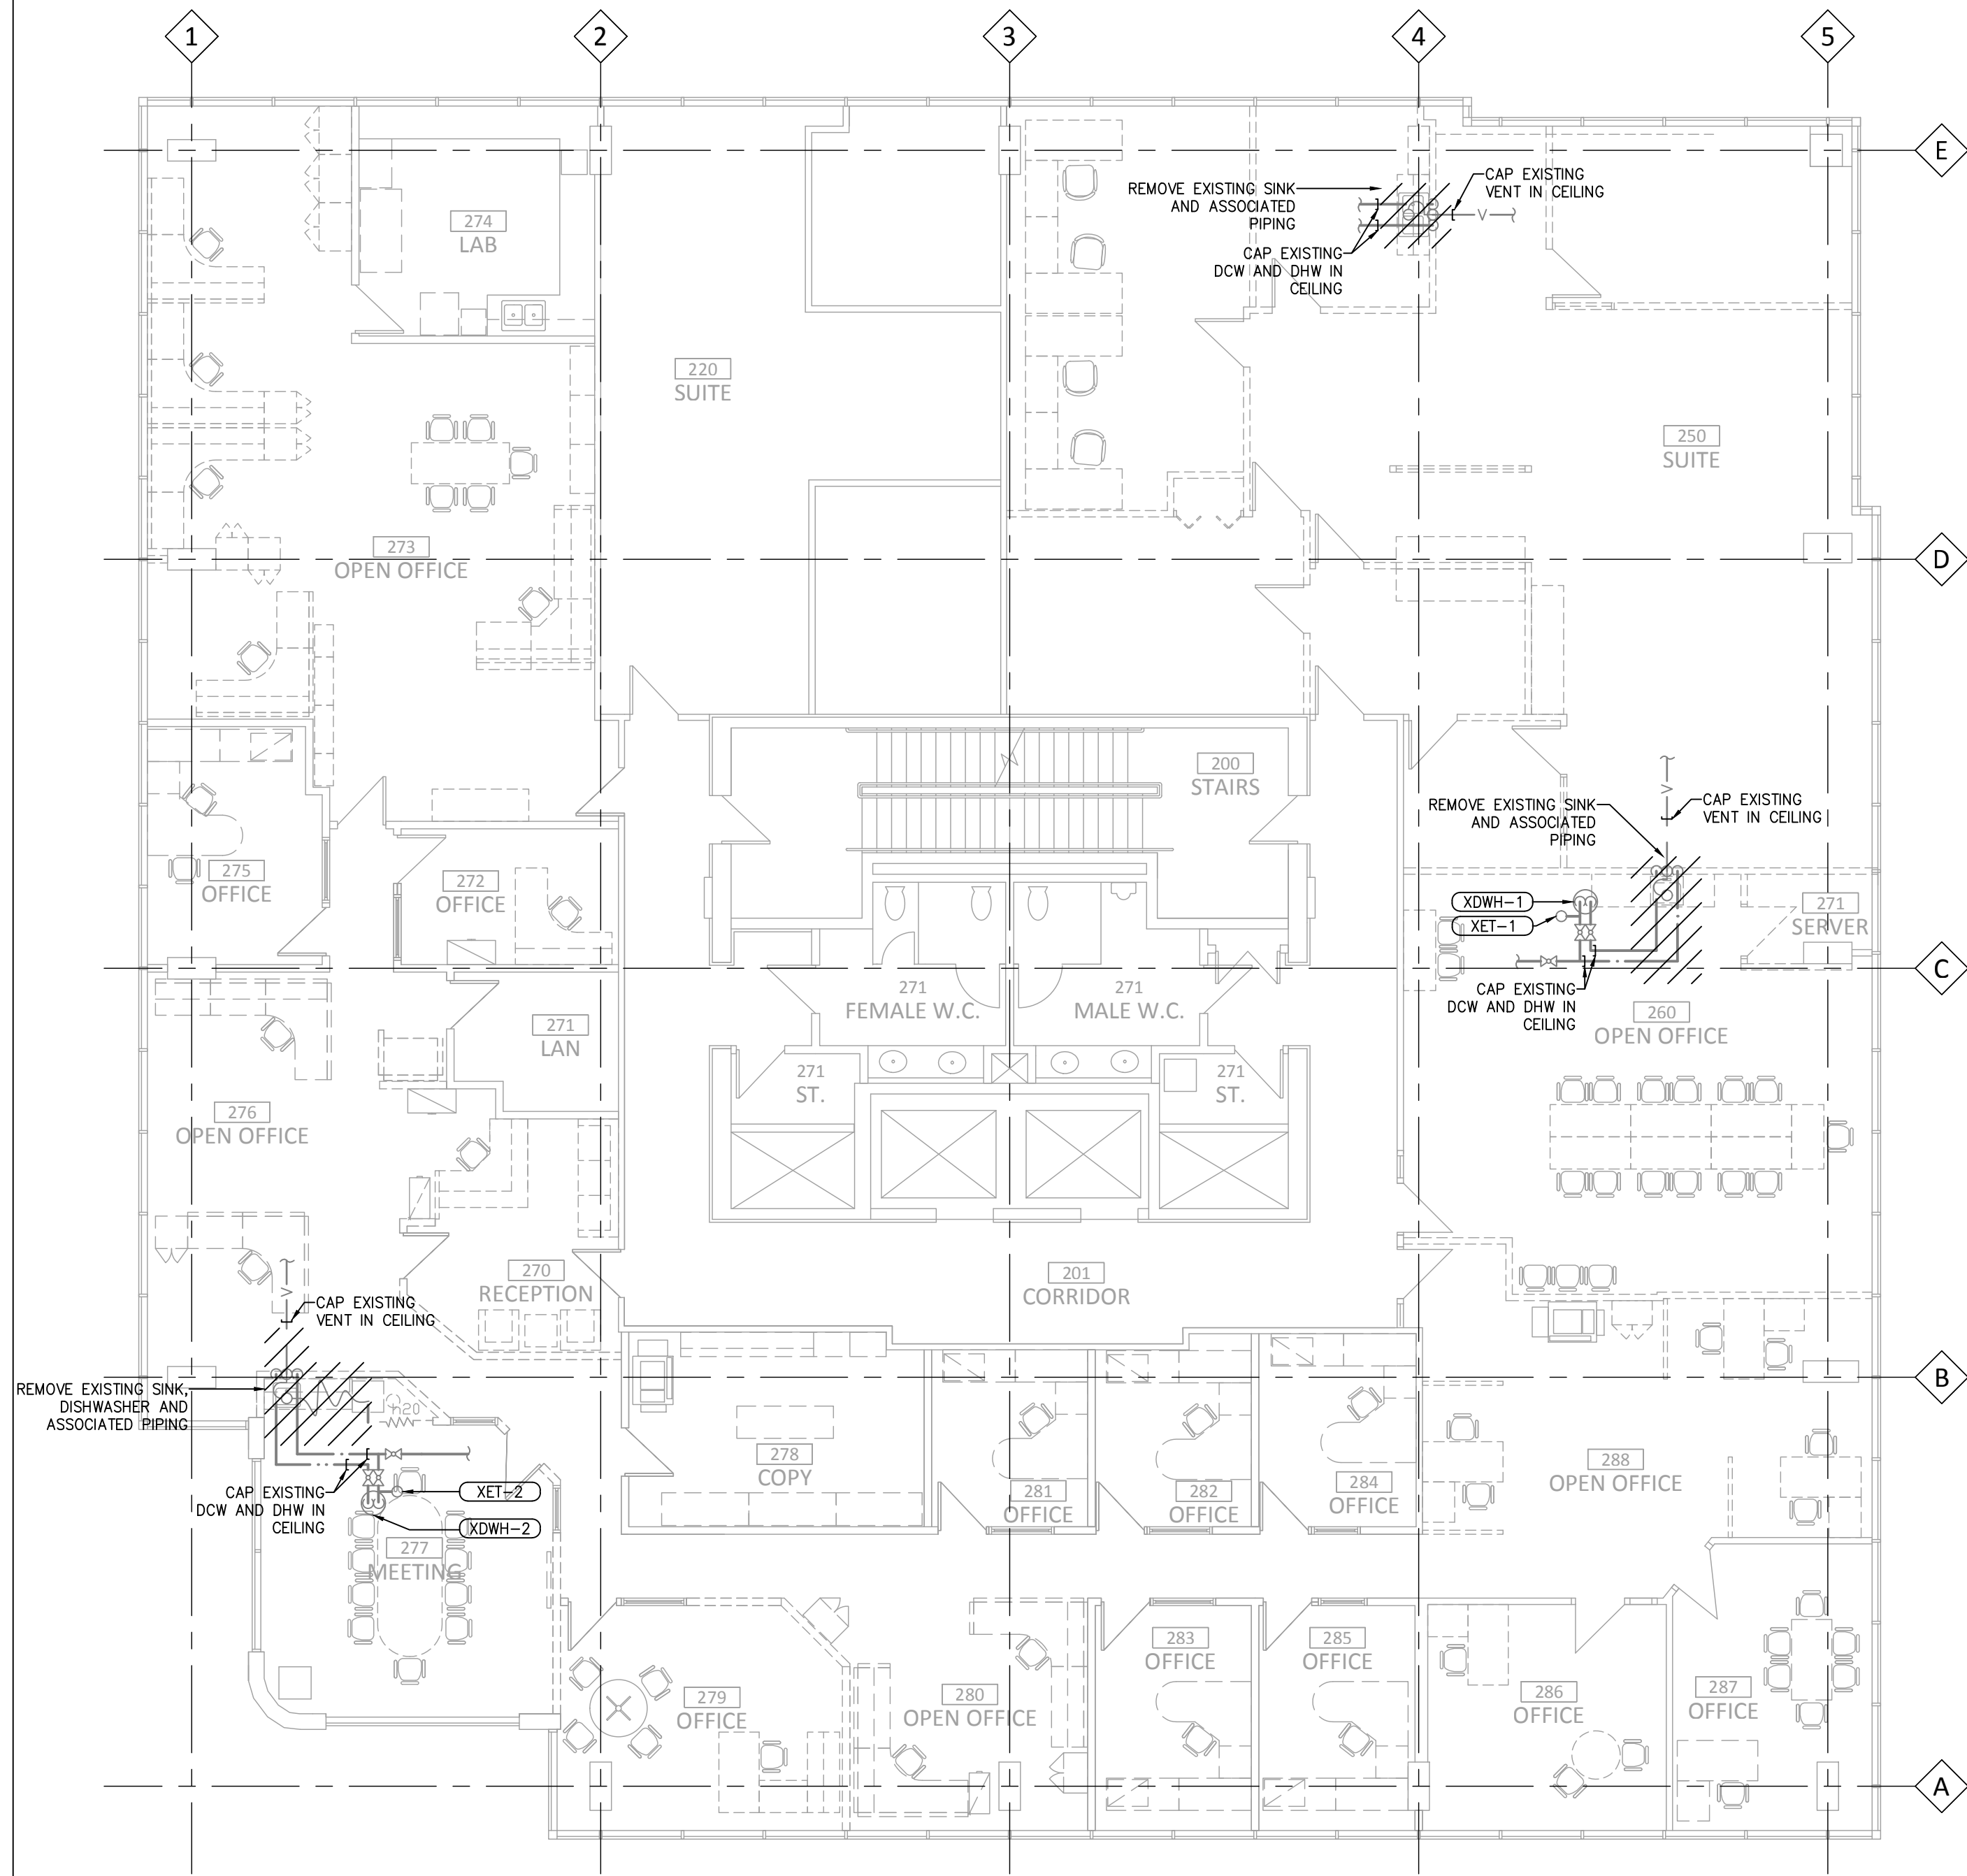 1
2
3
4
5
E
D
C
B
A
REMOVE EXISTING SINK
AND ASSOCIATED
PIPING
CAP EXISTING
VENT IN CEILING
V
CAP EXISTING
DCW AND DHW IN
CEILING
274
LAB
220
SUITE
250
SUITE
273
OPEN OFFICE
200
STAIRS
V
REMOVE EXISTING SINK
AND ASSOCIATED
PIPING
CAP EXISTING
VENT IN CEILING
275
OFFICE
272
OFFICE
XDWH-1
XET-1
271
SERVER
271
FEMALE W.C.
271
MALE W.C.
CAP EXISTING
DCW AND DHW IN
CEILING
260
OPEN OFFICE
271
LAN
271
ST.
271
ST.
276
OPEN OFFICE
270
RECEPTION
201
CORRIDOR
V
CAP EXISTING
VENT IN CEILING
REMOVE EXISTING SINK,
DISHWASHER AND
ASSOCIATED PIPING
H20
278
COPY
281
OFFICE
282
OFFICE
284
OFFICE
288
OPEN OFFICE
CAP EXISTING
DCW AND DHW IN
CEILING
XET-2
XDWH-2
277
MEETING
283
OFFICE
285
OFFICE
279
OFFICE
280
OPEN OFFICE
286
OFFICE
287
OFFICE